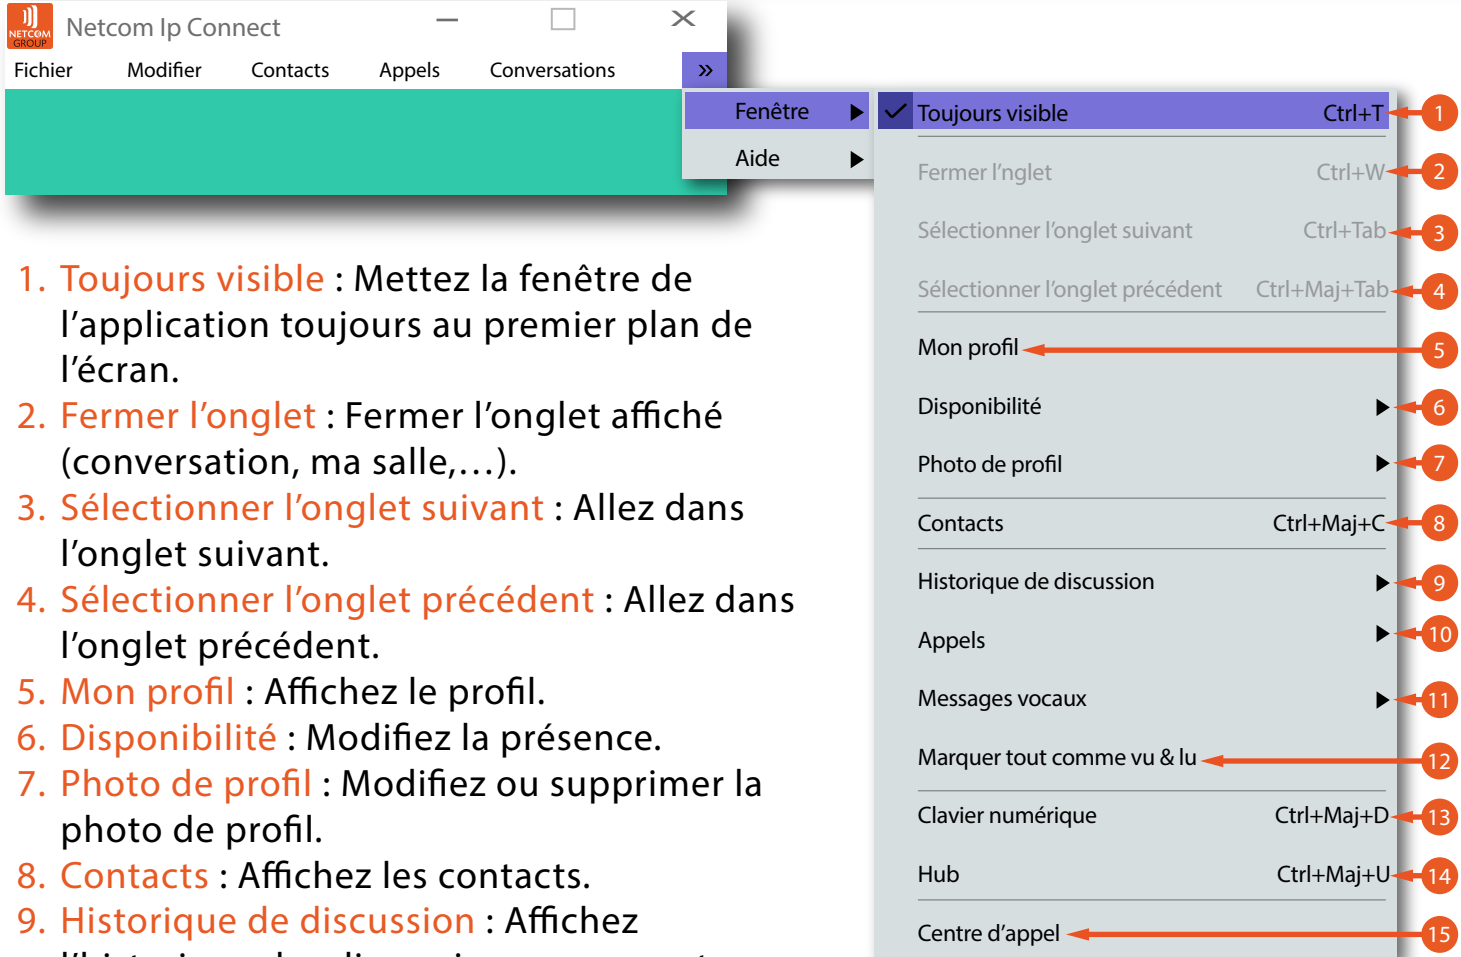 NETCOM
GROUP
Netcom Ip Connect
Fichier Modifier Contacts Appels Conversations »
Fenêtre
Aide
Toujours visible Ctrl+T 1
Fermer l'nglet Ctrl+W 2
Sélectionner l'onglet suivant Ctrl+Tab 3
Sélectionner l'onglet précédent Ctrl+Maj+Tab 4
Mon profil 5
Disponibilité 6
Photo de profil 7
Contacts Ctrl+Maj+C 8
Historique de discussion 9
Appels 10
Messages vocaux 11
Marquer tout comme vu & lu 12
Clavier numérique Ctrl+Maj+D 13
Hub Ctrl+Maj+U 14
Centre d'appel 15
1. Toujours visible : Mettez la fenêtre de
l'application toujours au premier plan de
l'écran.
2. Fermer l'onglet : Fermer l'onglet affiché
(conversation, ma salle,…).
3. Sélectionner l'onglet suivant : Allez dans
l'onglet suivant.
4. Sélectionner l'onglet précédent : Allez dans
l'onglet précédent.
5. Mon profil : Affichez le profil.
6. Disponibilité : Modifiez la présence.
7. Photo de profil : Modifiez ou supprimer la
photo de profil.
8. Contacts : Affichez les contacts.
9. Historique de discussion : Affichez